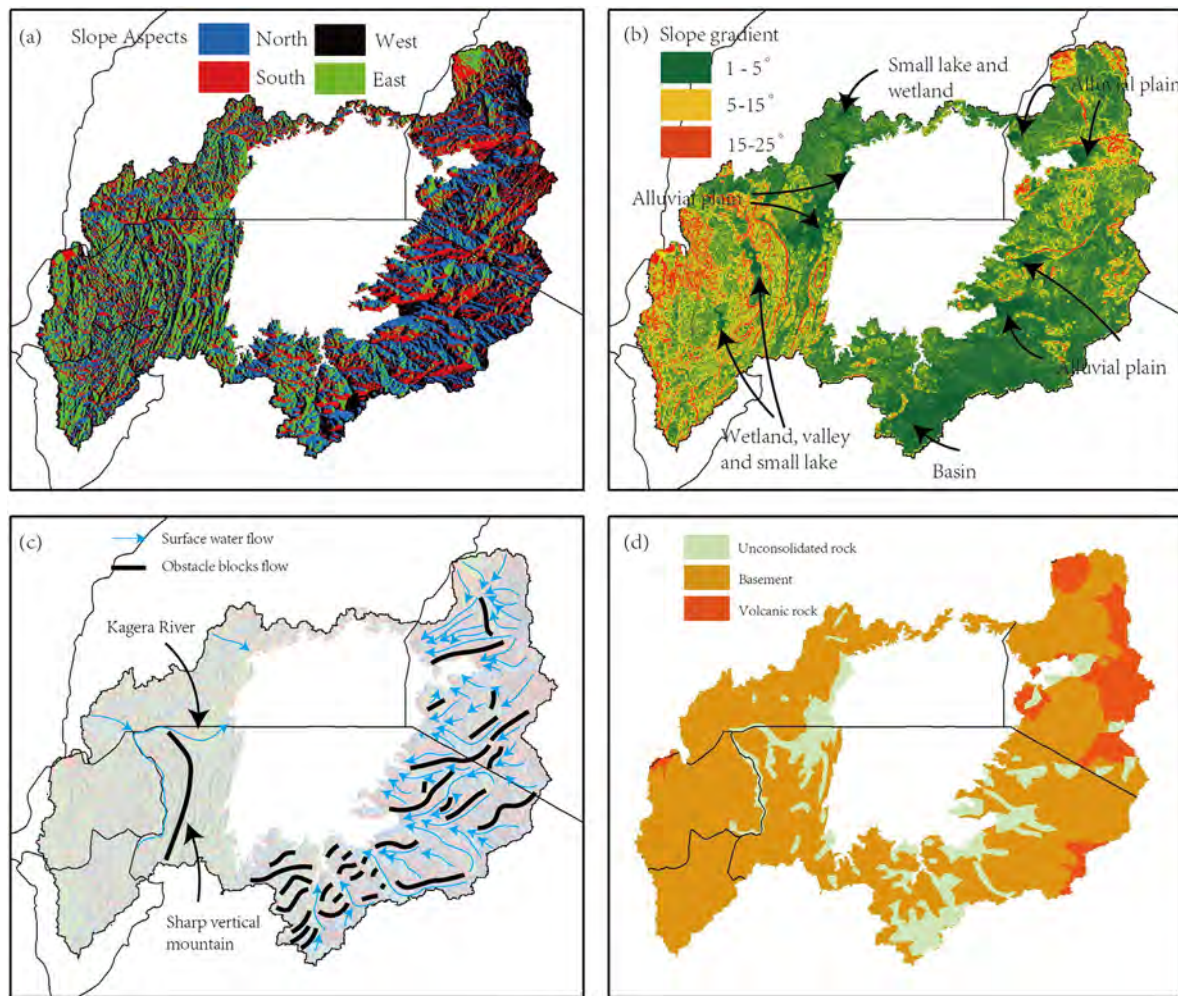 (a)
Slope Aspects
North
West
South
East
(b)
Slope gradient
1 - 5°
5-15°
15-25°
Small lake and
wetland
Alluvial plain
Alluvial plain
Alluvial plain
Wetland, valley
and small lake
Basin
(c)
Surface water flow
Obstacle blocks flow
Kagera River
Sharp vertical
mountain
(d)
Unconsolidated rock
Basement
Volcanic rock